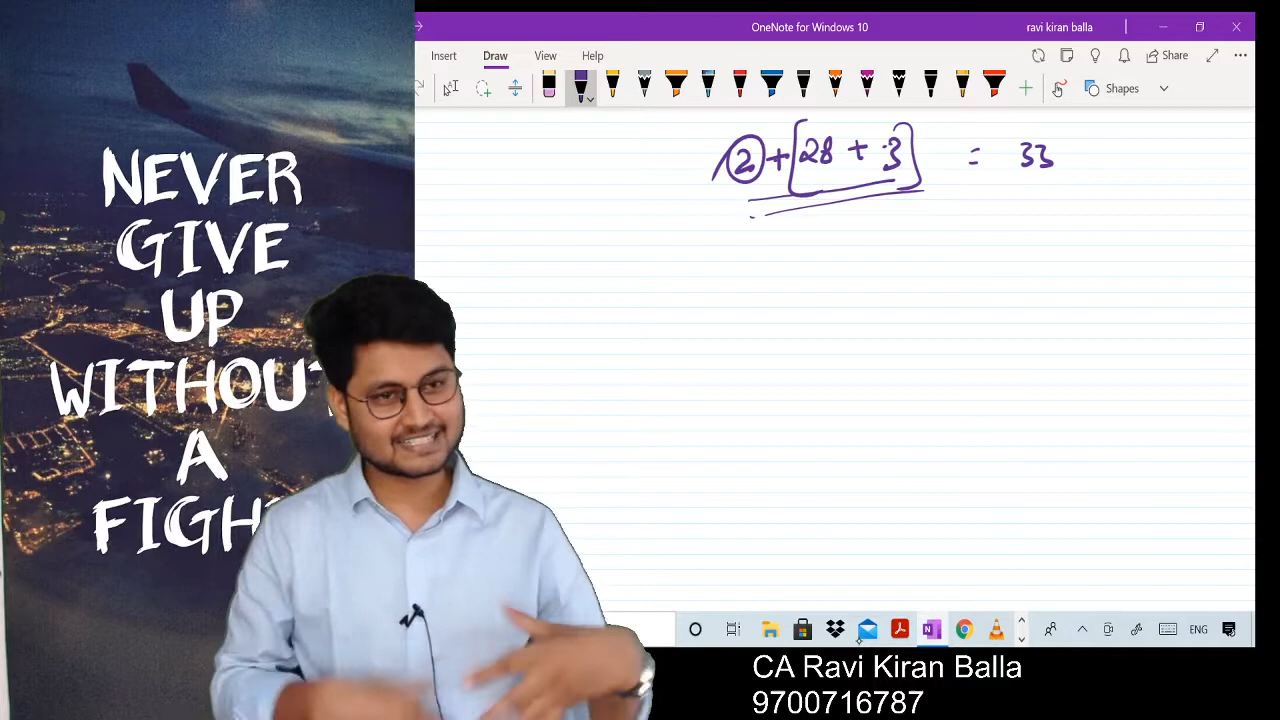 OneNote for Windows 10
ravi kiran balla
Insert Draw View Help
Share
Shapes
2 + [28 + 3] = 33
NEVER
GIVE
UP
WITHOUT
A
FIGH
ENG
CA Ravi Kiran Balla
9700716787